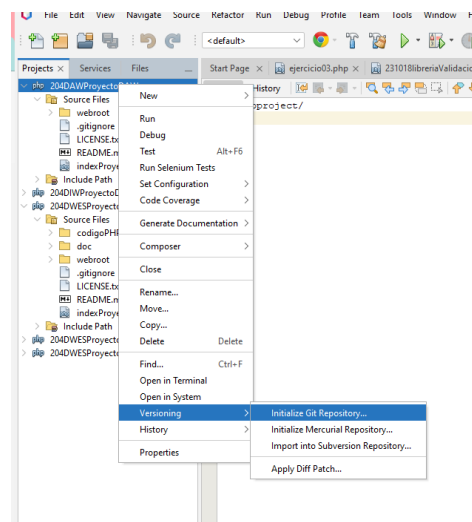 File Edit View Navigate Source Refactor Run Debug Profile Team Tools Window
<default>
Projects × Services Files
Start Page × ejercicio03.php × 231018libreriaValidacio
History
204DAWProyecto
Source Files
webroot
.gitignore
LICENSE.tx
README.m
indexProye
Include Path
204DIWProyectoD
204DWESProyecto
Source Files
codigoPHP
doc
webroot
.gitignore
LICENSE.tx
README.m
indexProye
Include Path
204DWESProyecto
204DWESProyecto
project/
New
Run
Debug
Test Alt+F6
Run Selenium Tests
Set Configuration
Code Coverage
Generate Documentation
Composer
Close
Rename...
Move...
Copy...
Delete Delete
Find... Ctrl+F
Open in Terminal
Open in System
Versioning
History
Properties
Initialize Git Repository...
Initialize Mercurial Repository...
Import into Subversion Repository...
Apply Diff Patch...